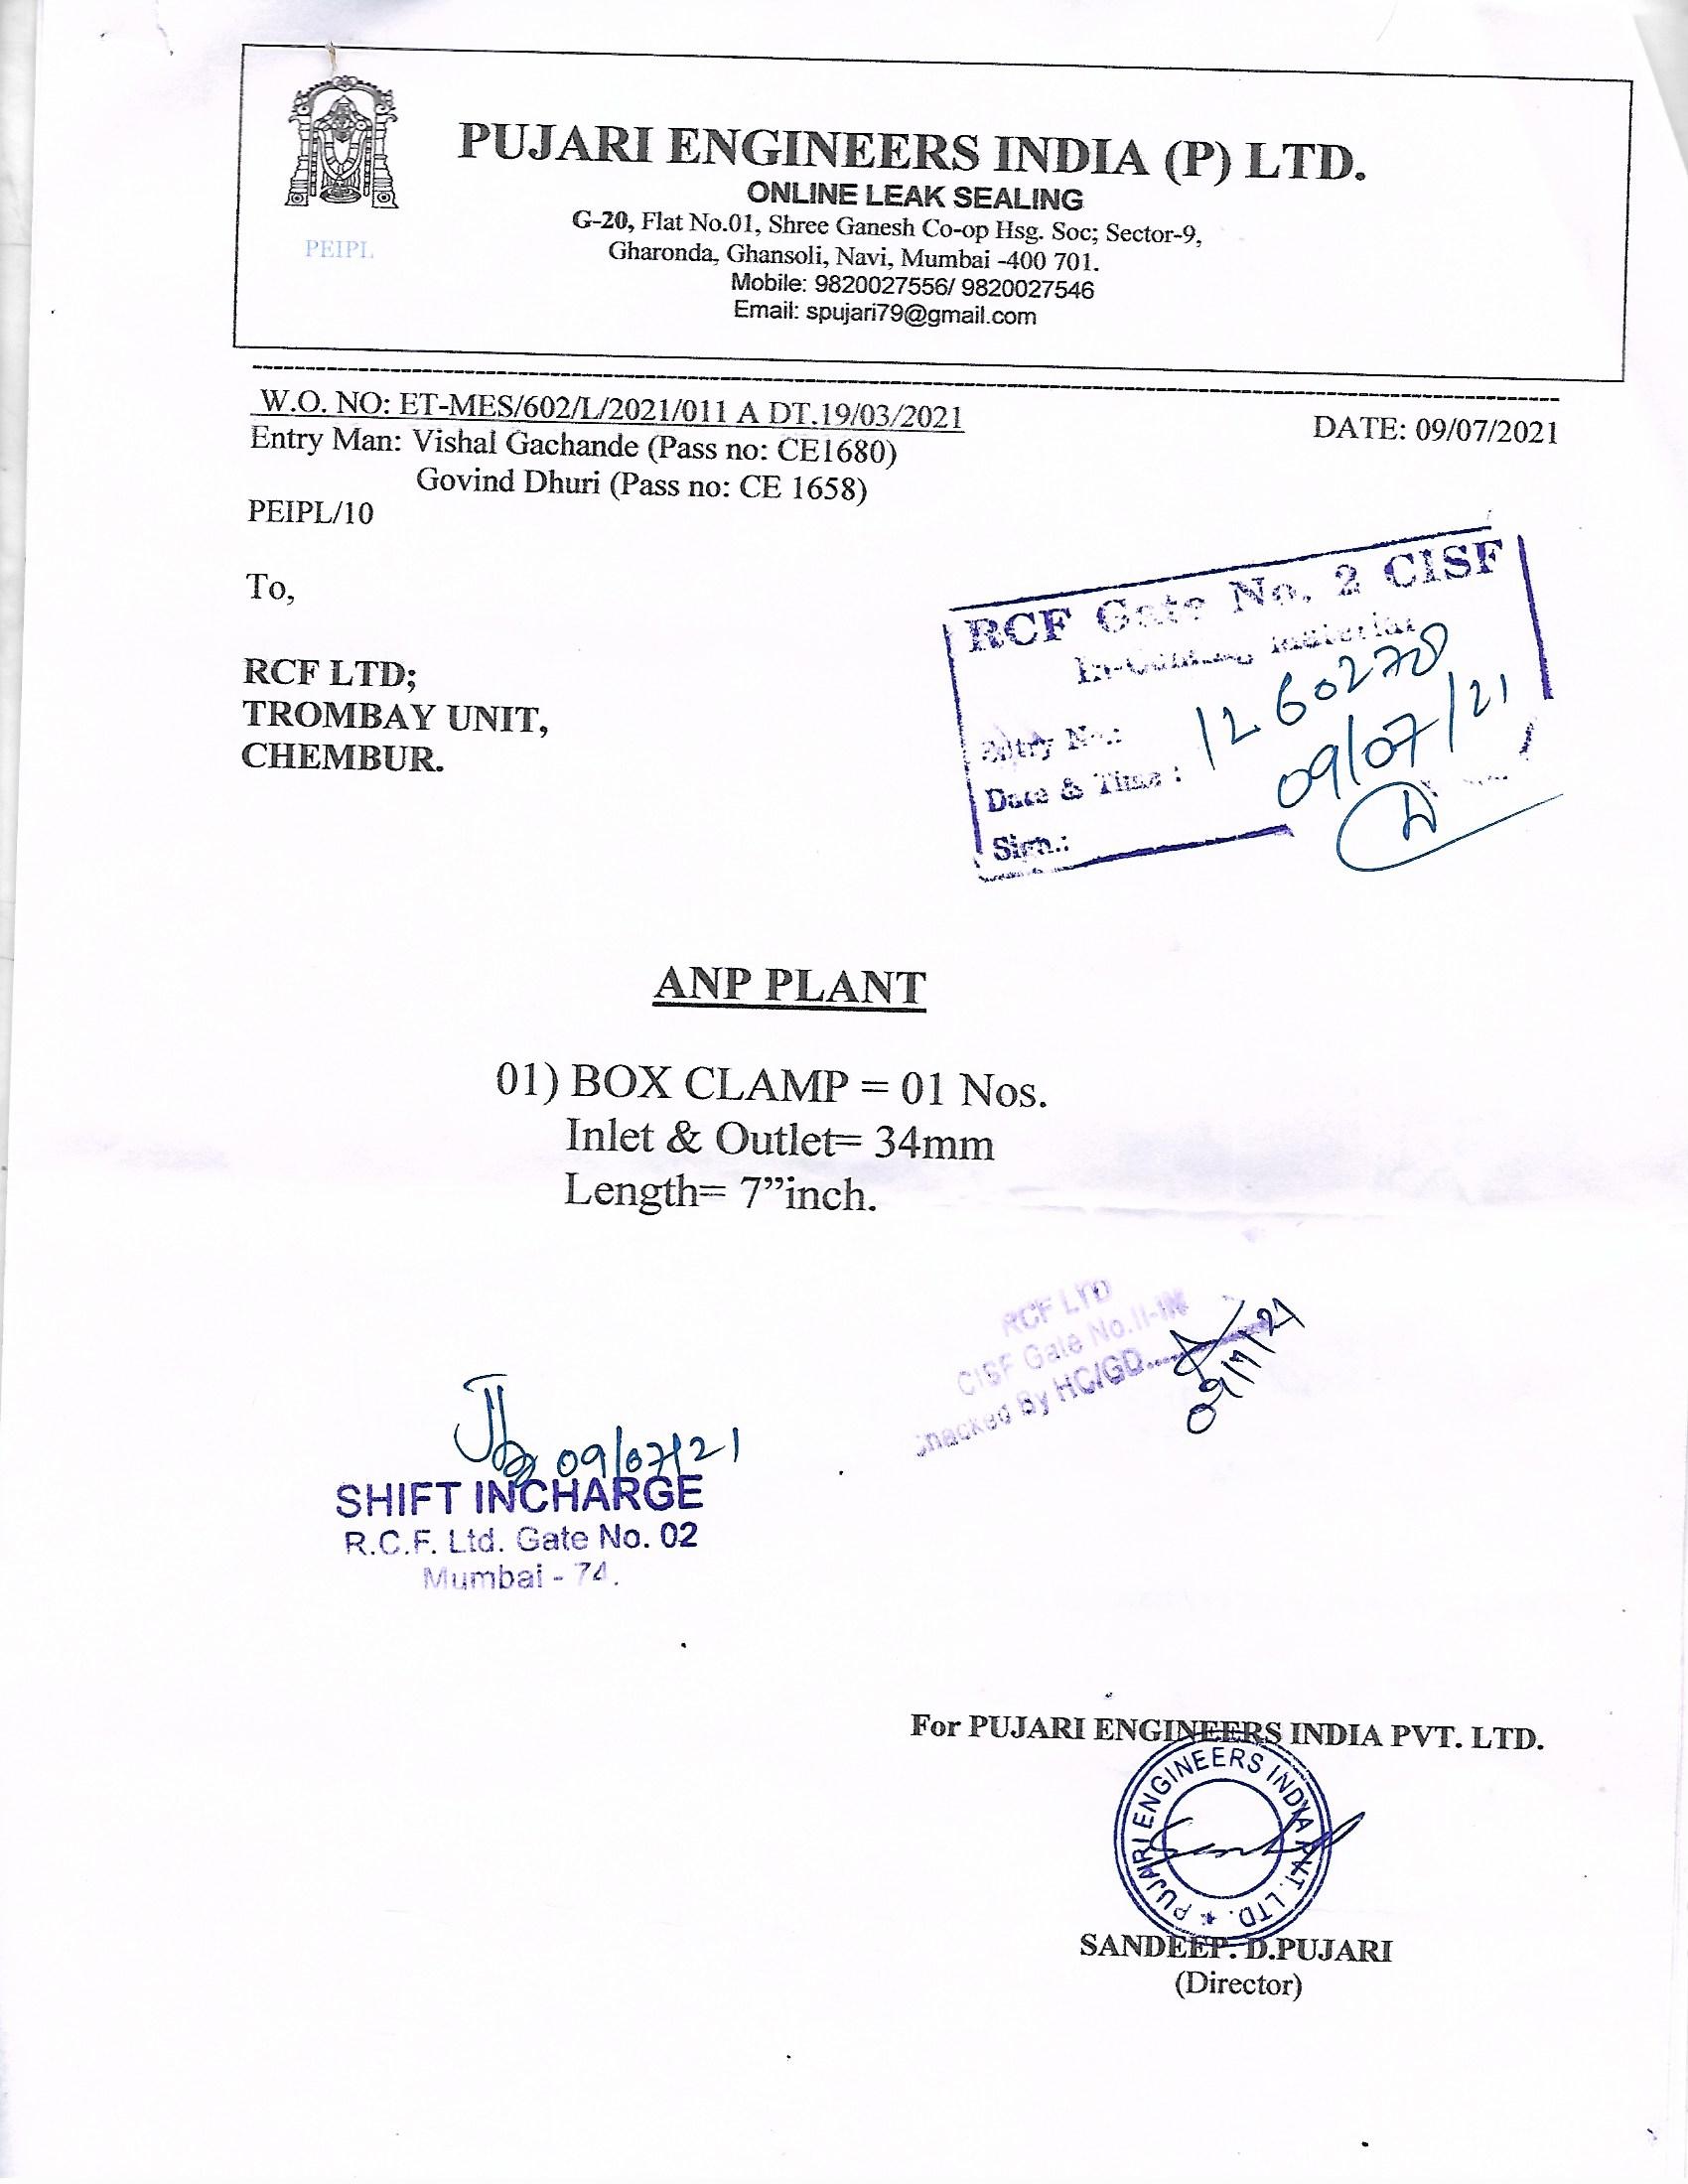 PUJARI ENGINEERS INDIA (P) LTD.
ONLINE LEAK SEALING
G-20, Flat No.01, Shree Ganesh Co-op Hsg. Soc; Sector-9,
Gharonda, Ghansoli, Navi, Mumbai -400 701.
Mobile: 9820027556/ 9820027546
Email: spujari79@gmail.com
PEIPL
W.O. NO: ET-MES/602/L/2021/011 A DT.19/03/2021
DATE: 09/07/2021
Entry Man: Vishal Gachande (Pass no: CE1680)
Govind Dhuri (Pass no: CE 1658)
PEIPL/10
To,
RCF LTD;
TROMBAY UNIT,
CHEMBUR.
RCF Gate No. 2 CISF
In-Coming Material
Entry No.: 1260270
Date & Time : 09/07/21
Sign.:
ANP PLANT
01) BOX CLAMP = 01 Nos.
Inlet & Outlet= 34mm
Length= 7”inch.
RCF LTD
CISF Gate No.II-IN
Checked By HC/GD.....
09/7/21
09/07/21
SHIFT INCHARGE
R.C.F. Ltd. Gate No. 02
Mumbai - 74.
For PUJARI ENGINEERS INDIA PVT. LTD.
PUJARI ENGINEERS INDIA PVT. LTD.
SANDEEP. D.PUJARI
(Director)